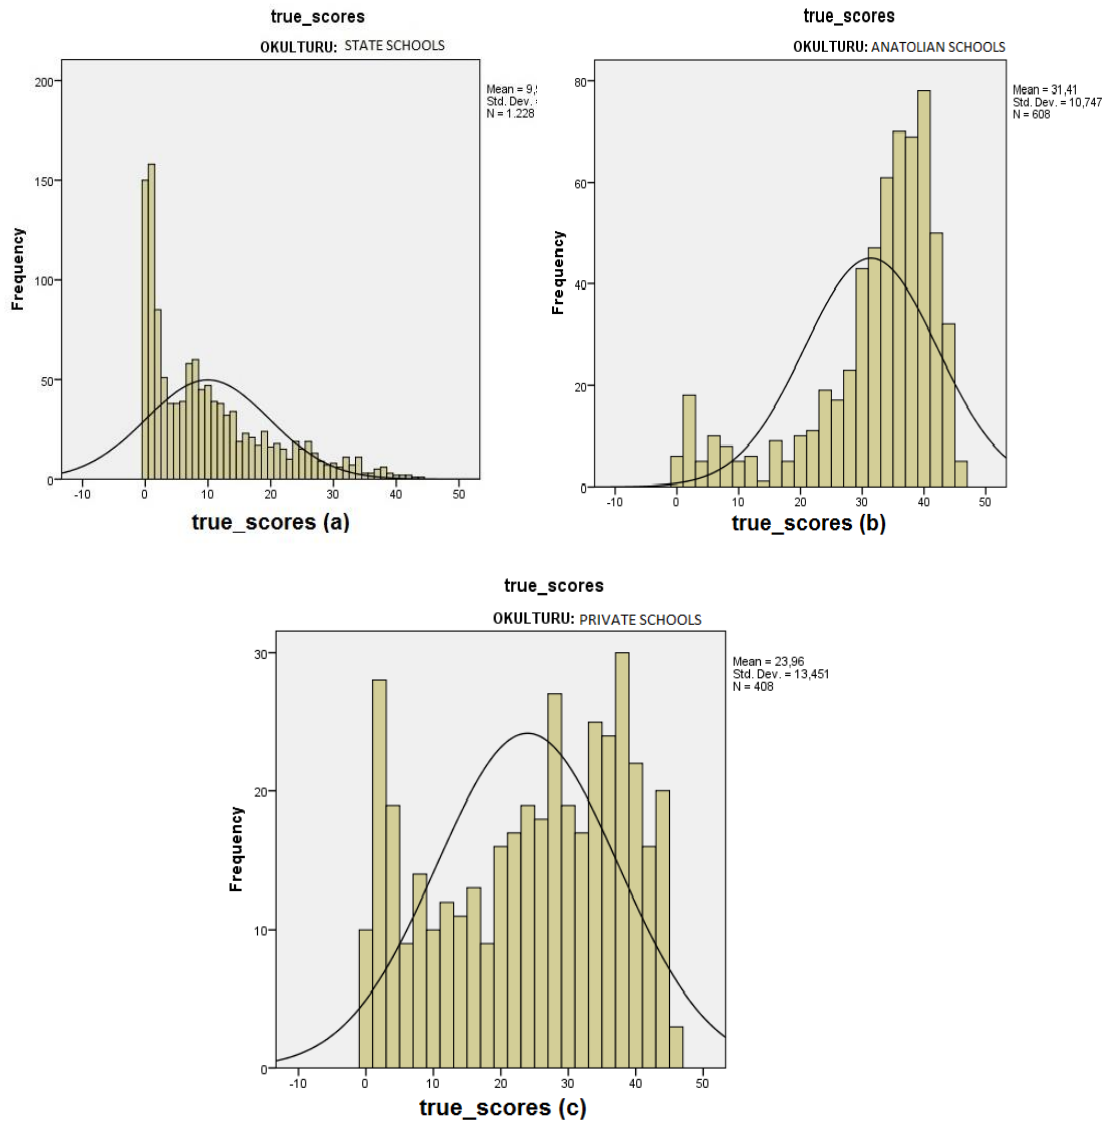 true_scores
OKULTURU: STATE SCHOOLS
Mean = 9,
Std. Dev.
N = 1.228
Frequency
200
150
100
50
0
-10 0 10 20 30 40 50
true_scores (a)
true_scores
OKULTURU: ANATOLIAN SCHOOLS
Mean = 31,41
Std. Dev. = 10,747
N = 608
Frequency
80
60
40
20
0
-10 0 10 20 30 40 50
true_scores (b)
true_scores
OKULTURU: PRIVATE SCHOOLS
Mean = 23,96
Std. Dev. = 13,451
N = 408
Frequency
30
20
10
0
-10 0 10 20 30 40 50
true_scores (c)